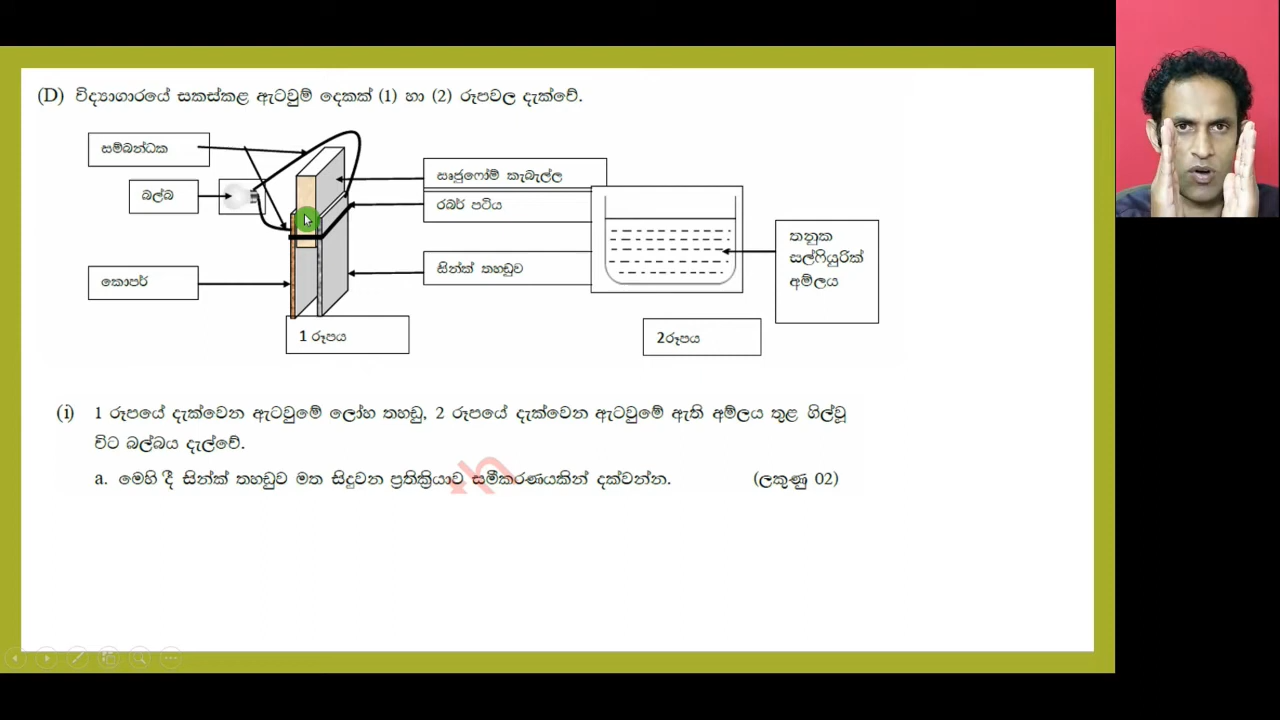 (D) විද්‍යාගාරයේ සකස්කළ ඇටවුම් දෙකක් (1) හා (2) රූපවල දැක්වේ.
සම්බන්ධක
බල්බ
කොපර්
ඍජුෆෝම් කැබැල්ල
රබර් පටිය
සින්ක් තහඩුව
තනුක
සල්ෆියුරික්
අම්ලය
1 රූපය
2රූපය
(i) 1 රූපයේ දැක්වෙන ඇටවුමේ ලෝහ තහඩු, 2 රූපයේ දැක්වෙන ඇටවුමේ ඇති අම්ලය තුළ ගිල්වූ
විට බල්බය දැල්වේ.
a. මෙහි දී සින්ක් තහඩුව මත සිදුවන ප්‍රතික්‍රියාව සමීකරණයකින් දක්වන්න. (ලකුණු 02)